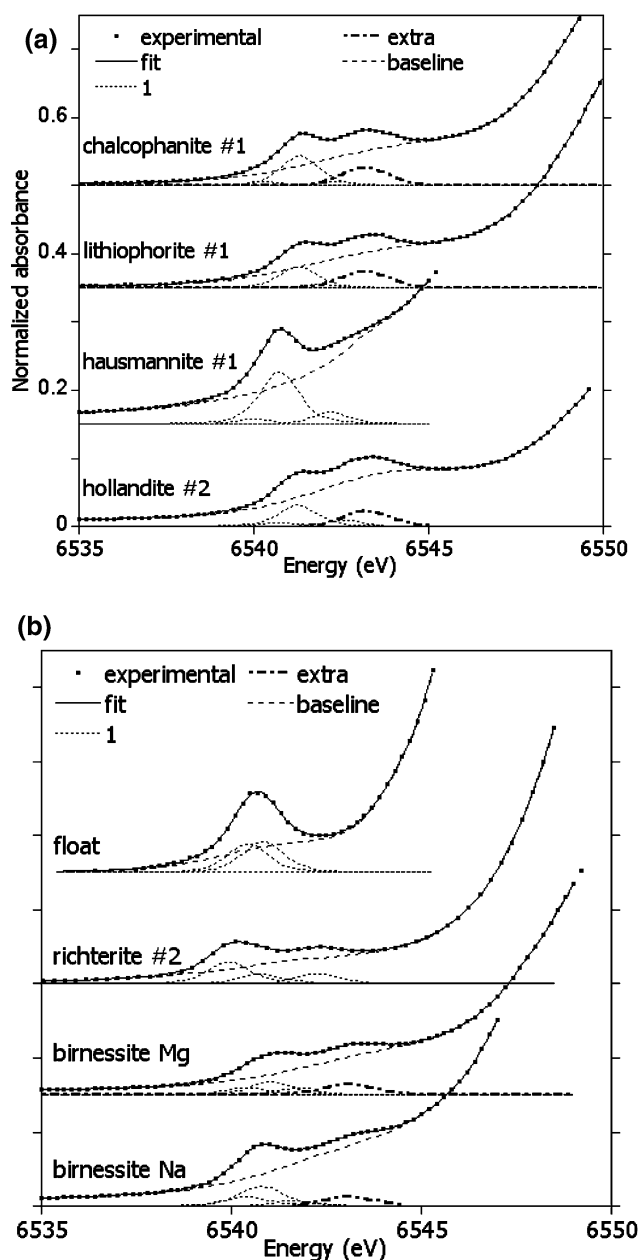 (a)
experimental
extra
fit
baseline
1
Normalized absorbance
0.6
0.4
0.2
0
chalcophanite #1
lithiophorite #1
hausmannite #1
hollandite #2
6535 6540 6545 6550
Energy (eV)
(b)
experimental
extra
fit
baseline
1
float
richterite #2
birnessite Mg
birnessite Na
6535 6540 6545 6550
Energy (eV)